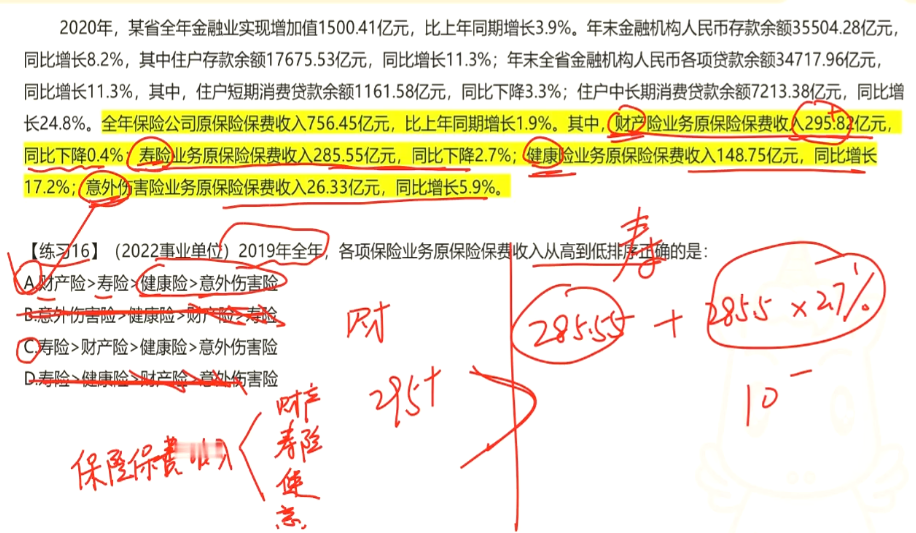 2020年，某省全年金融业实现增加值1500.41亿元，比上年同期增长3.9%。年末金融机构人民币存款余额35504.28亿元，
同比增长8.2%，其中住户存款余额17675.53亿元，同比增长11.3%；年末全省金融机构人民币各项贷款余额34717.96亿元，
同比增长11.3%，其中，住户短期消费贷款余额1161.58亿元，同比下降3.3%；住户中长期消费贷款余额7213.38亿元，同比增
长24.8%。全年保险公司原保险保费收入756.45亿元，比上年同期增长1.9%。其中，财产险业务原保险保费收入295.82亿元，
同比下降0.4%；寿险业务原保险保费收入285.55亿元，同比下降2.7%；健康险业务原保险保费收入148.75亿元，同比增长
17.2%；意外伤害险业务原保险保费收入26.33亿元，同比增长5.9%。
【练习16】（2022事业单位）2019年全年，各项保险业务原保险保费收入从高到低排序正确的是：
A.财产险>寿险>健康险>意外伤害险
B.意外伤害险>健康险>财产险>寿险
C.寿险>财产险>健康险>意外伤害险
D.寿险>健康险>财产险>意外伤害险
寿
财
285.55 + 285.5 × 2.7%
295+
10-
保险保费收入
财产
寿险
健
意